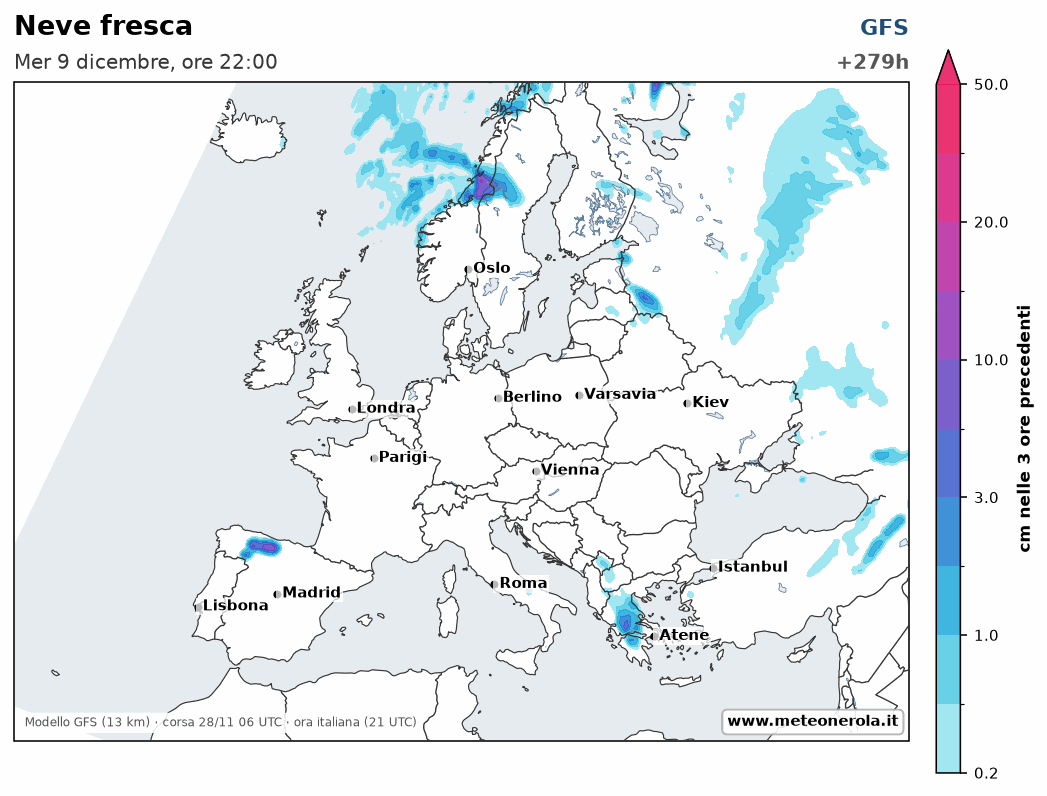 Neve fresca
GFS
Mer 9 dicembre, ore 22:00
+279h
50.0
20.0
10.0
3.0
1.0
0.2
cm nelle 3 ore precedenti
Oslo
Londra
Berlino
Varsavia
Kiev
Parigi
Vienna
Istanbul
Roma
Madrid
Lisbona
Atene
Modello GFS (13 km) · corsa 28/11 06 UTC · ora italiana (21 UTC)
www.meteonerola.it